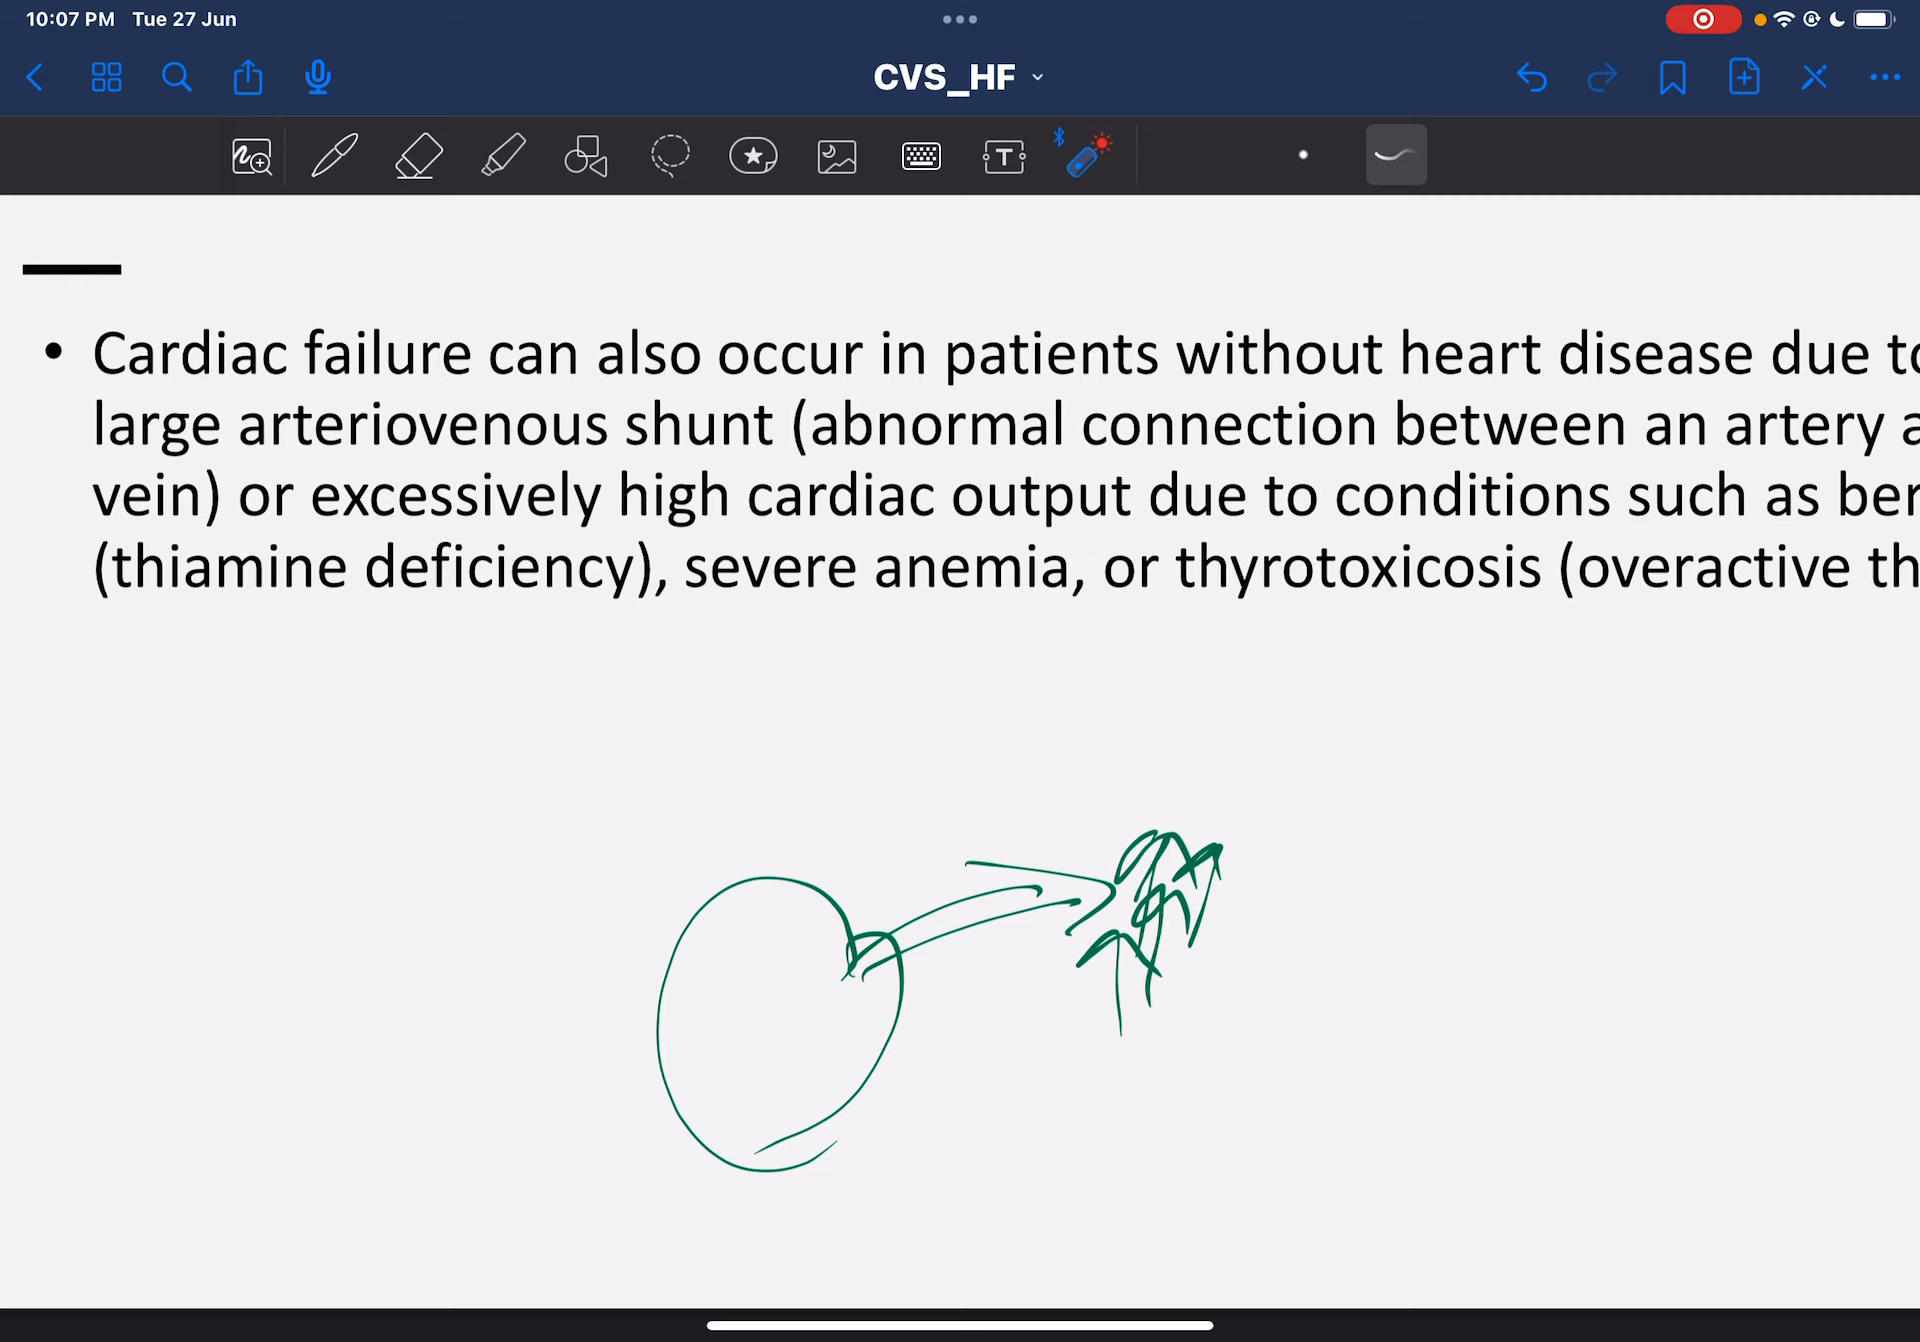 10:07 PM Tue 27 Jun
CVS_HF
T
• Cardiac failure can also occur in patients without heart disease due
large arteriovenous shunt (abnormal connection between an artery
vein) or excessively high cardiac output due to conditions such as
(thiamine deficiency), severe anemia, or thyrotoxicosis (overactive